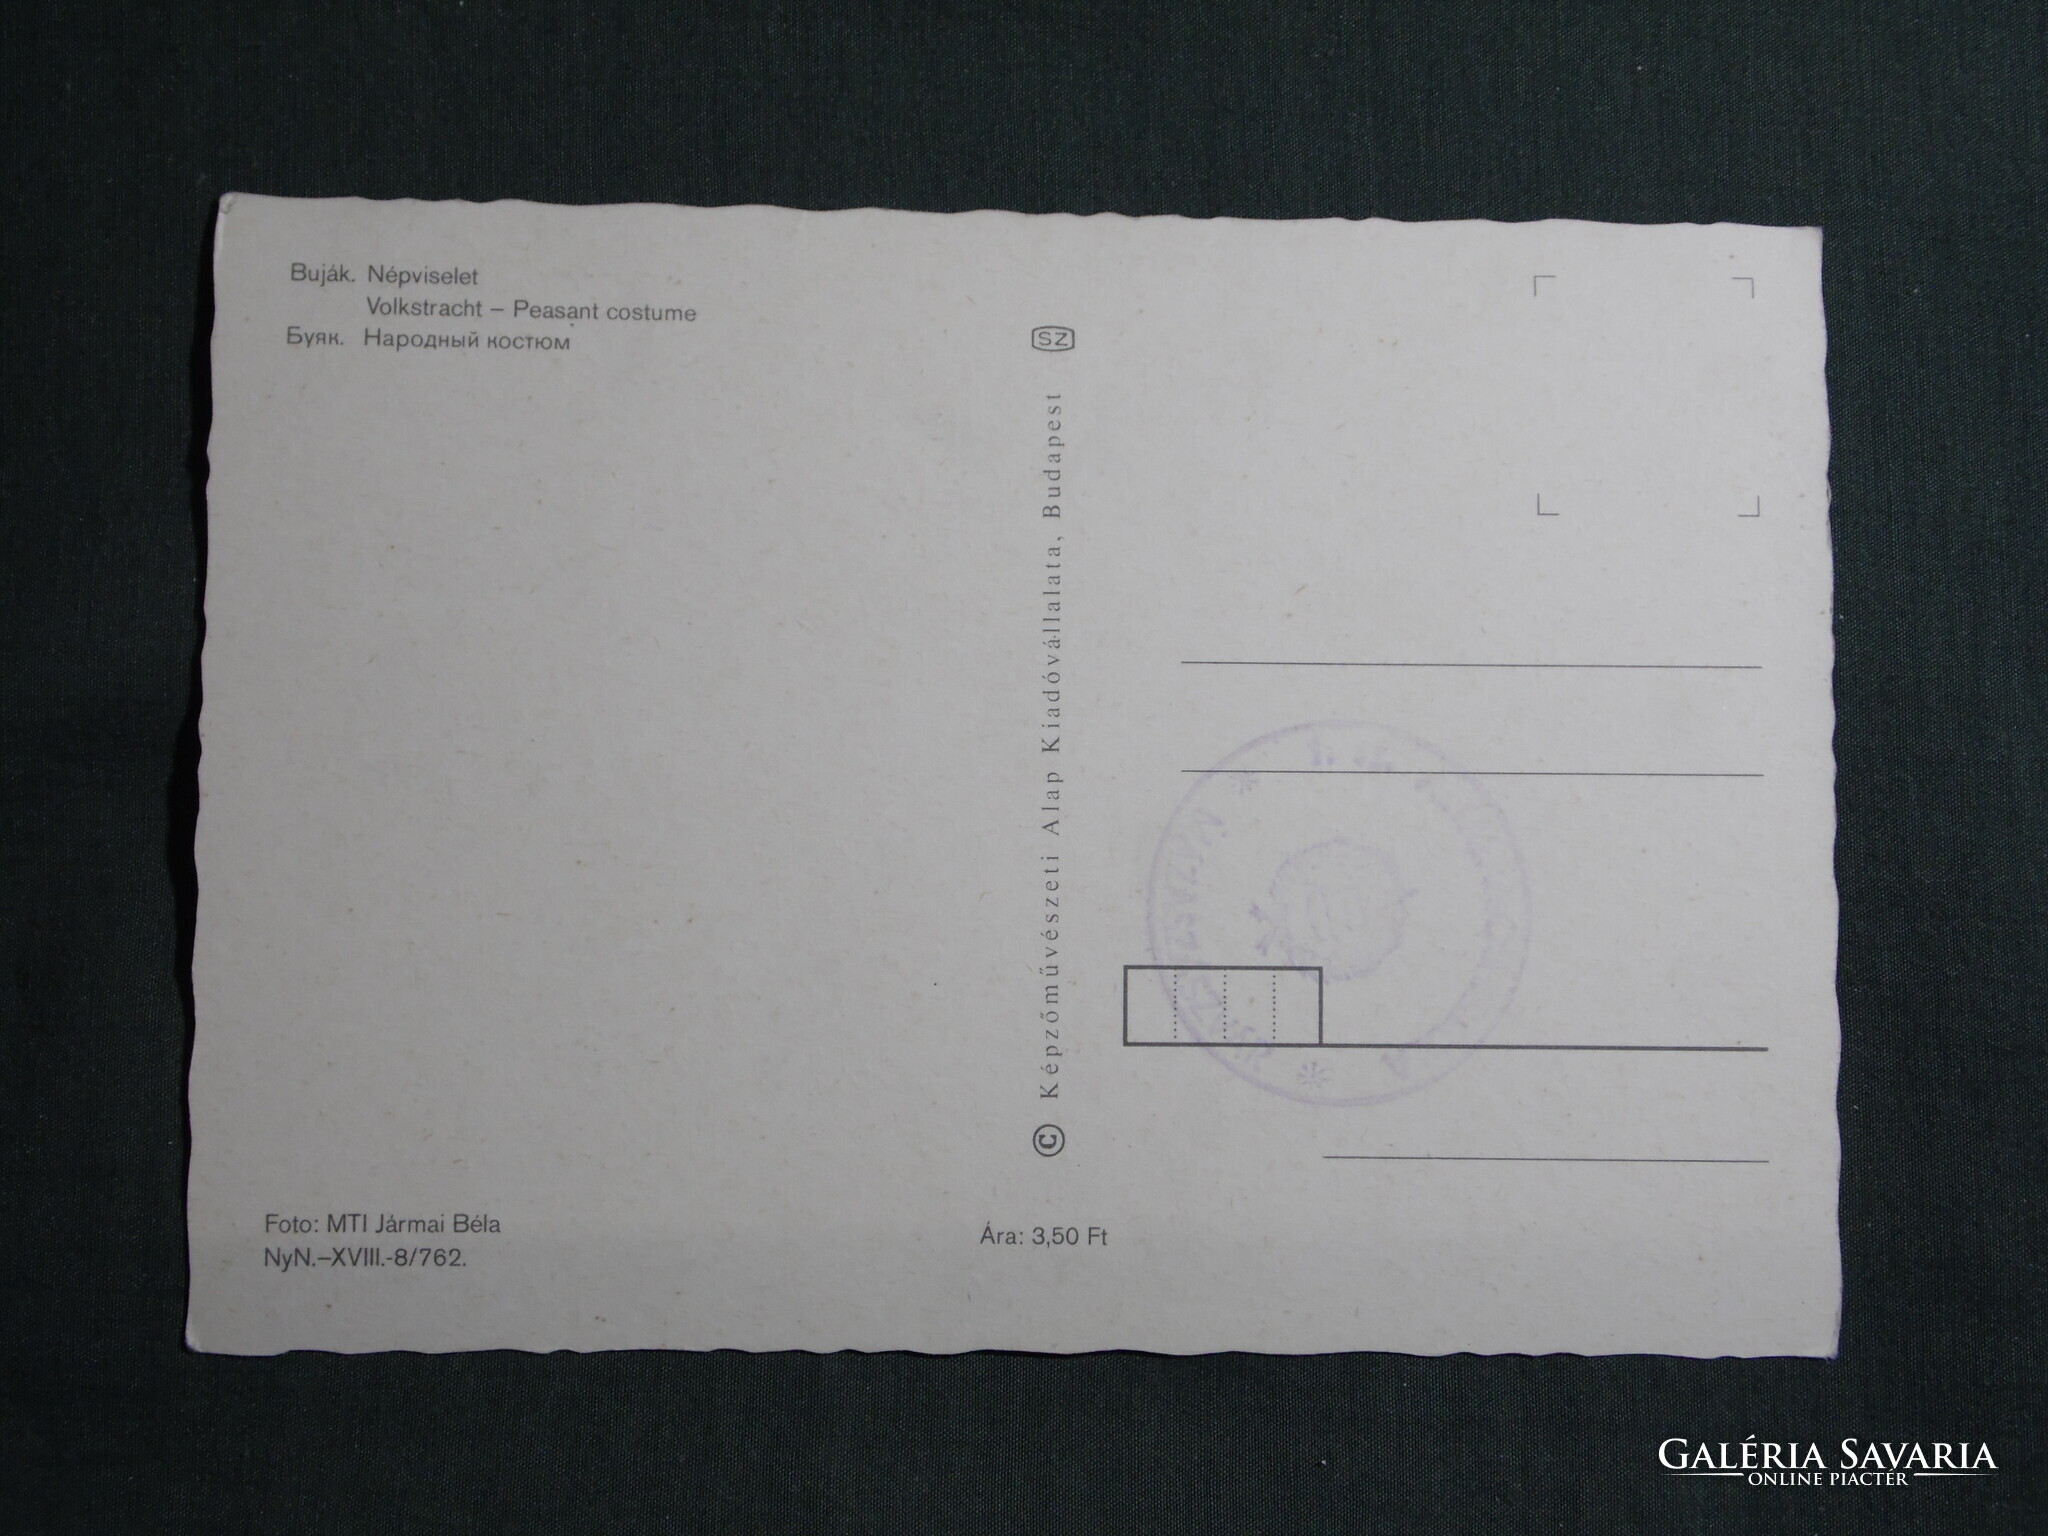 Buják. Népviselet
Volkstracht – Peasant costume
Буяк. Народный костюм
SZ
© Képzőművészeti Alap Kiadóvállalata, Budapest
Foto: MTI Jármai Béla
NyN.–XVIII.-8/762.
Ára: 3,50 Ft
GALÉRIA SAVARIA
ONLINE PIACTÉR